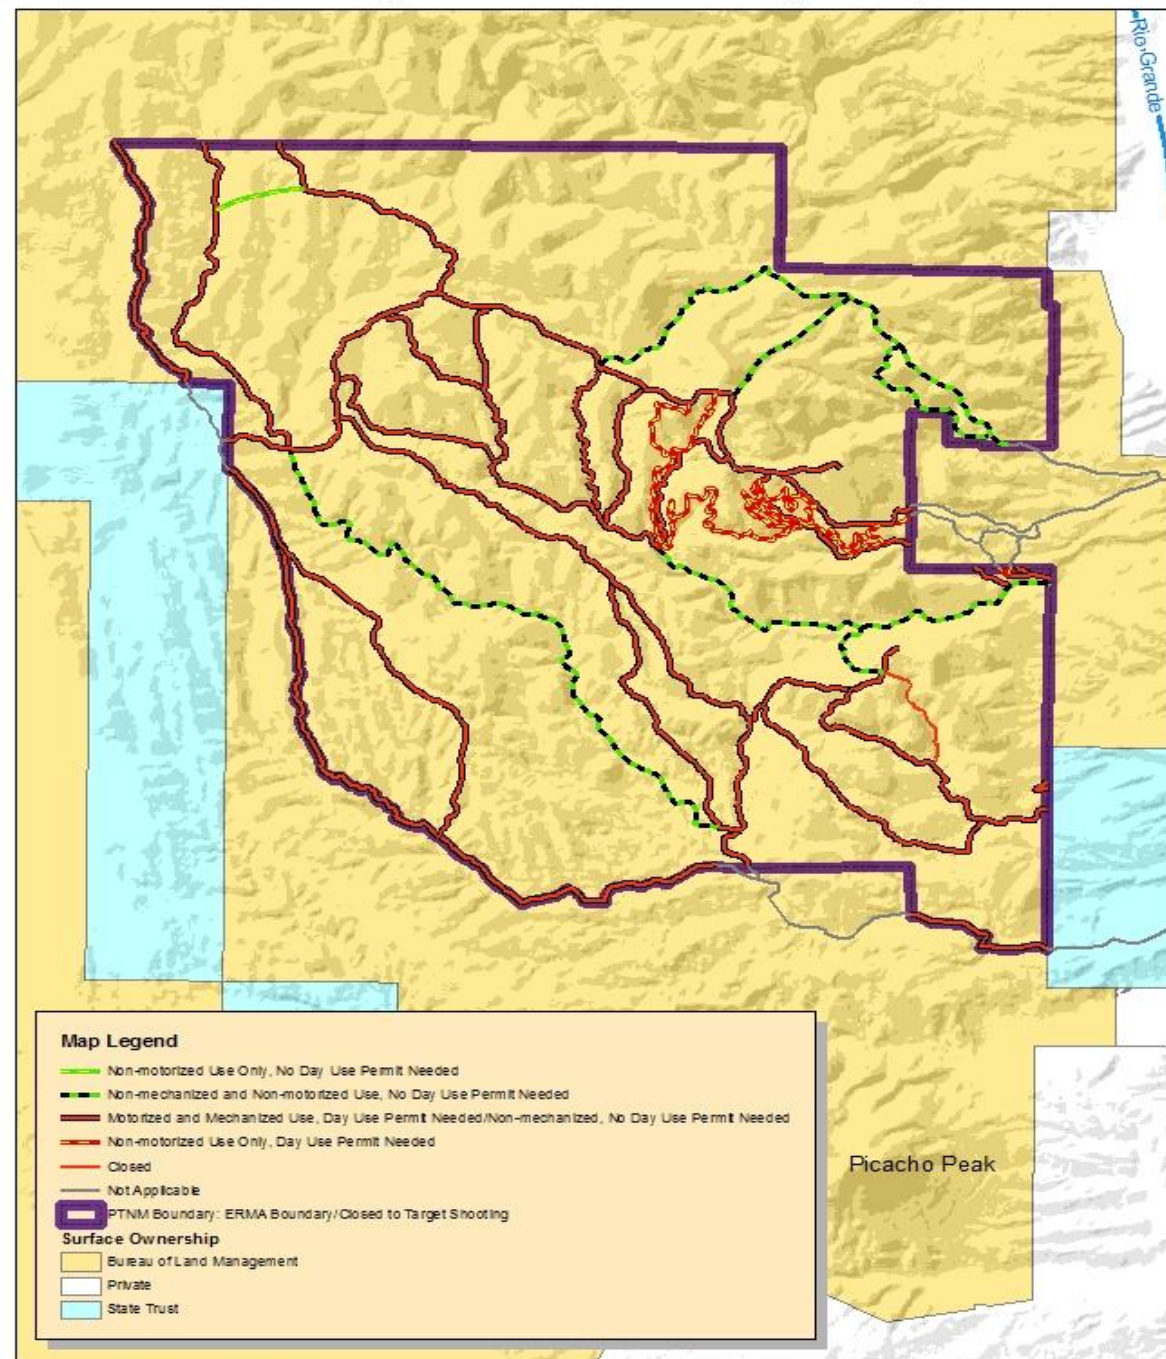 Rio Grande
Picacho Peak
Map Legend
Non-motorized Use Only, No Day Use Permit Needed
Non-mechanized and Non-motorized Use, No Day Use Permit Needed
Motorized and Mechanized Use, Day Use Permit Needed/Non-mechanized, No Day Use Permit Needed
Non-motorized Use Only, Day Use Permit Needed
Closed
Not Applicable
PTNM Boundary: ERMA Boundary/Closed to Target Shooting
Surface Ownership
Bureau of Land Management
Private
State Trust